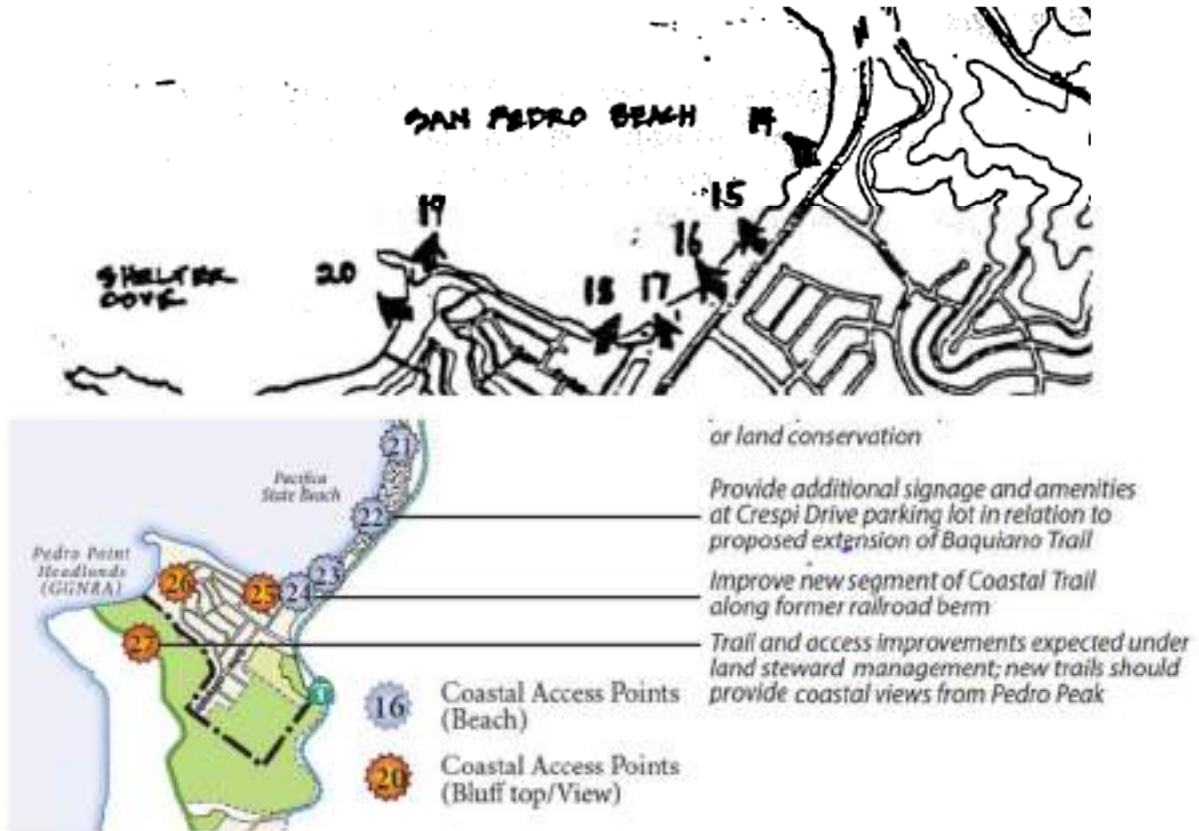 SAN PEDRO BEACH
14
15
16
17
18
19
20
SHELTER
COVE
or land conservation
Provide additional signage and amenities
at Crespi Drive parking lot in relation to
proposed extension of Baquiano Trail
Improve new segment of Coastal Trail
along former railroad berm
Trail and access improvements expected under
land steward management; new trails should
provide coastal views from Pedro Peak
21
Pacifica
State Beach
22
Pedro Point
Headlands
(GGNRA)
23
24
25
26
27
1
16
Coastal Access Points
(Beach)
20
Coastal Access Points
(Bluff top/View)